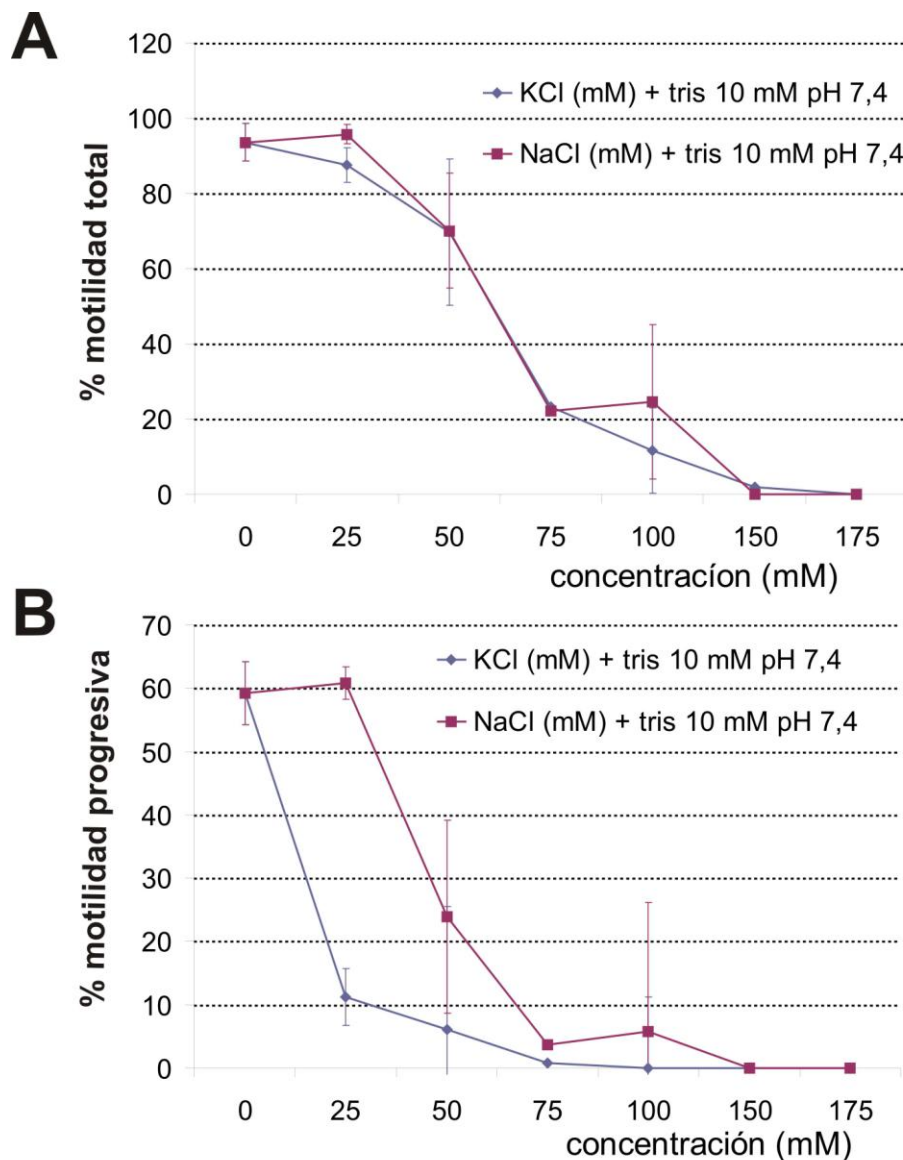 A
120
100
80
60
40
20
0
% motilidad total
KCl (mM) + tris 10 mM pH 7,4
NaCl (mM) + tris 10 mM pH 7,4
0 25 50 75 100 150 175
concentracíon (mM)
B
70
60
50
40
30
20
10
0
% motilidad progresiva
KCl (mM) + tris 10 mM pH 7,4
NaCl (mM) + tris 10 mM pH 7,4
0 25 50 75 100 150 175
concentración (mM)